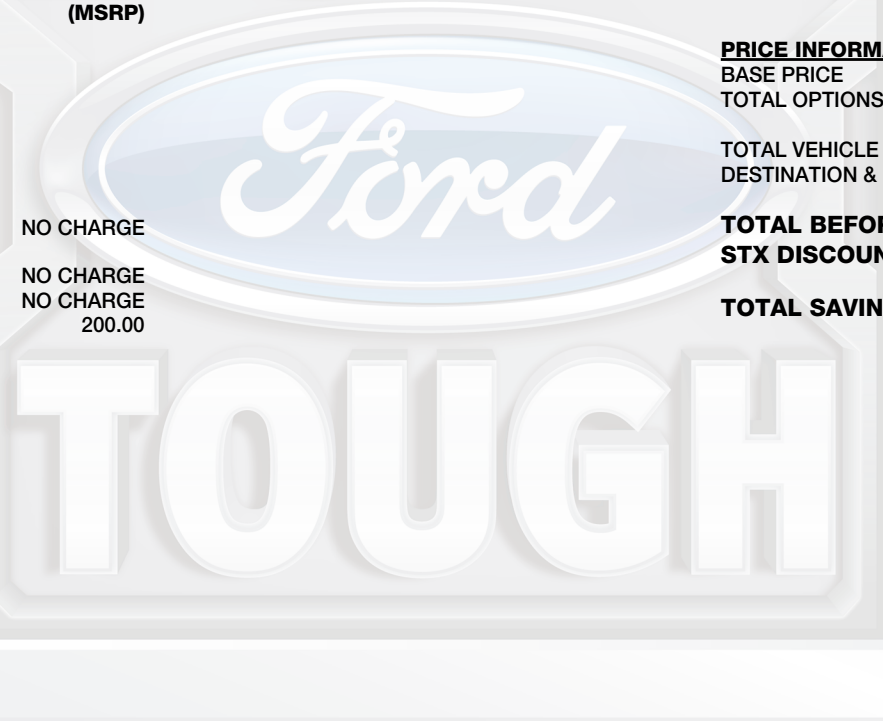 (MSRP)
NO CHARGE
NO CHARGE
NO CHARGE
200.00
PRICE INFORMA
BASE PRICE
TOTAL OPTIONS
TOTAL VEHICLE
DESTINATION &
TOTAL BEFOR
STX DISCOUN
TOTAL SAVIN
Ford
TOUGH